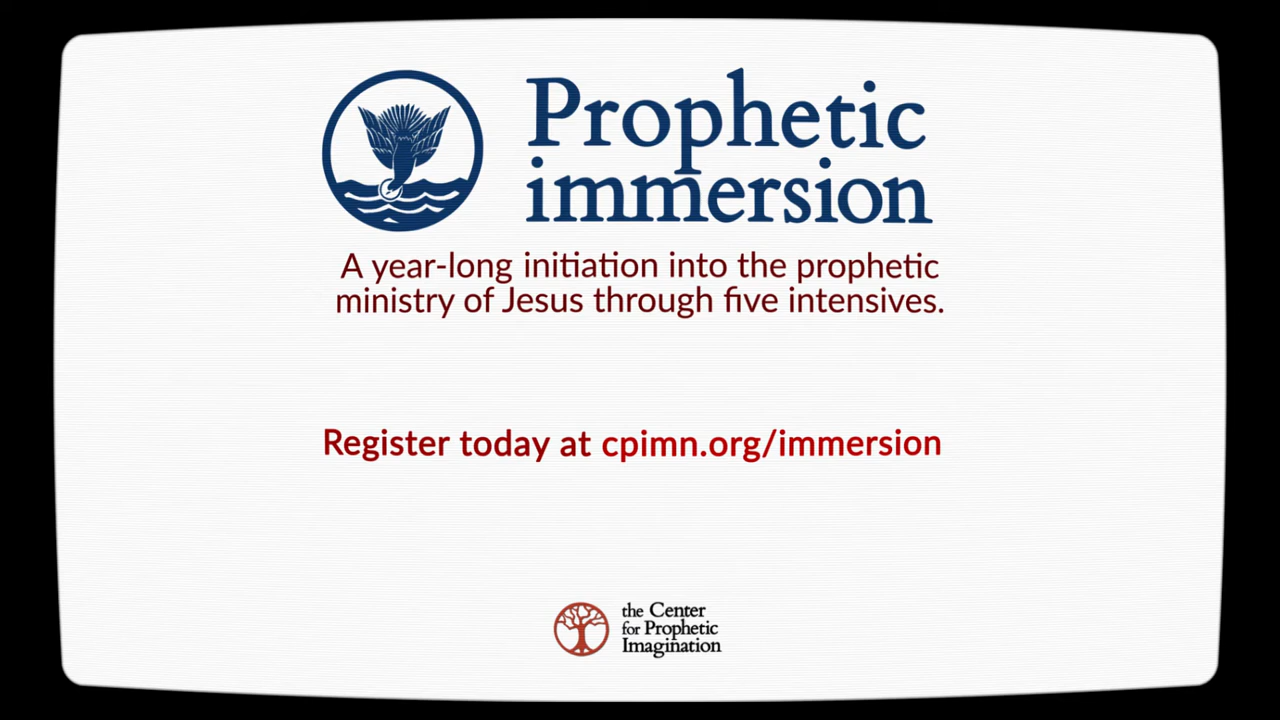 Prophetic
immersion
A year-long initiation into the prophetic
ministry of Jesus through five intensives.
Register today at cpimn.org/immersion
the Center
for Prophetic
Imagination